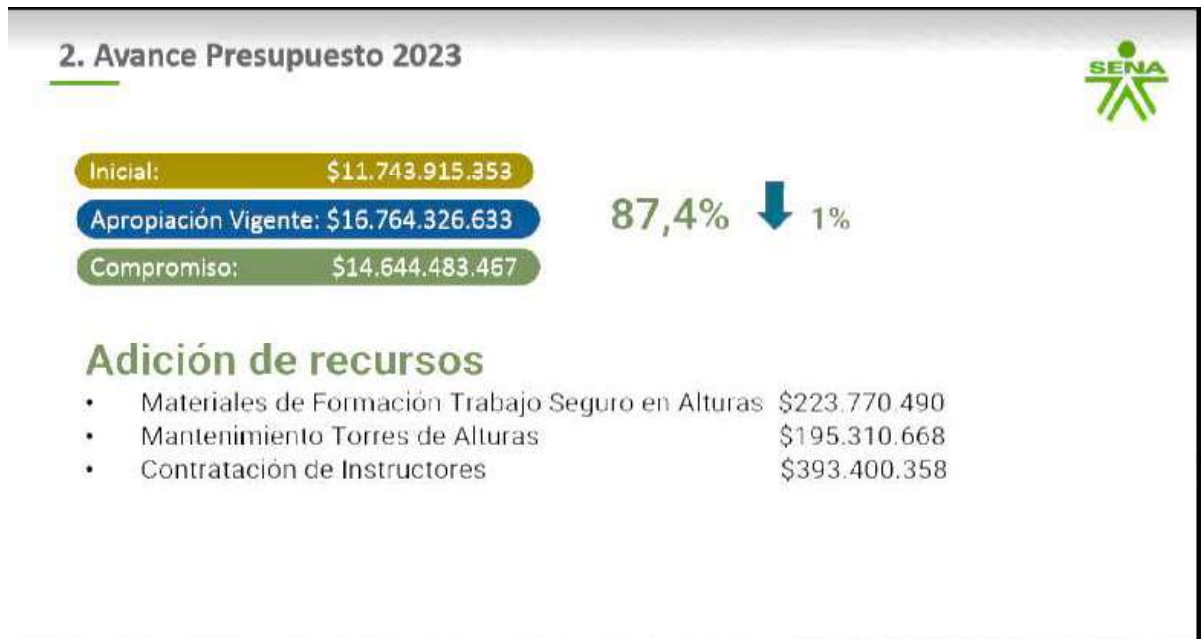 2. Avance Presupuesto 2023
SENA
Inicial: $11.743.915.353
Apropiación Vigente: $16.764.326.633
Compromiso: $14.644.483.467
87,4% 1%
Adición de recursos
• Materiales de Formación Trabajo Seguro en Alturas $223.770.490
• Mantenimiento Torres de Alturas $195.310.668
• Contratación de Instructores $393.400.358